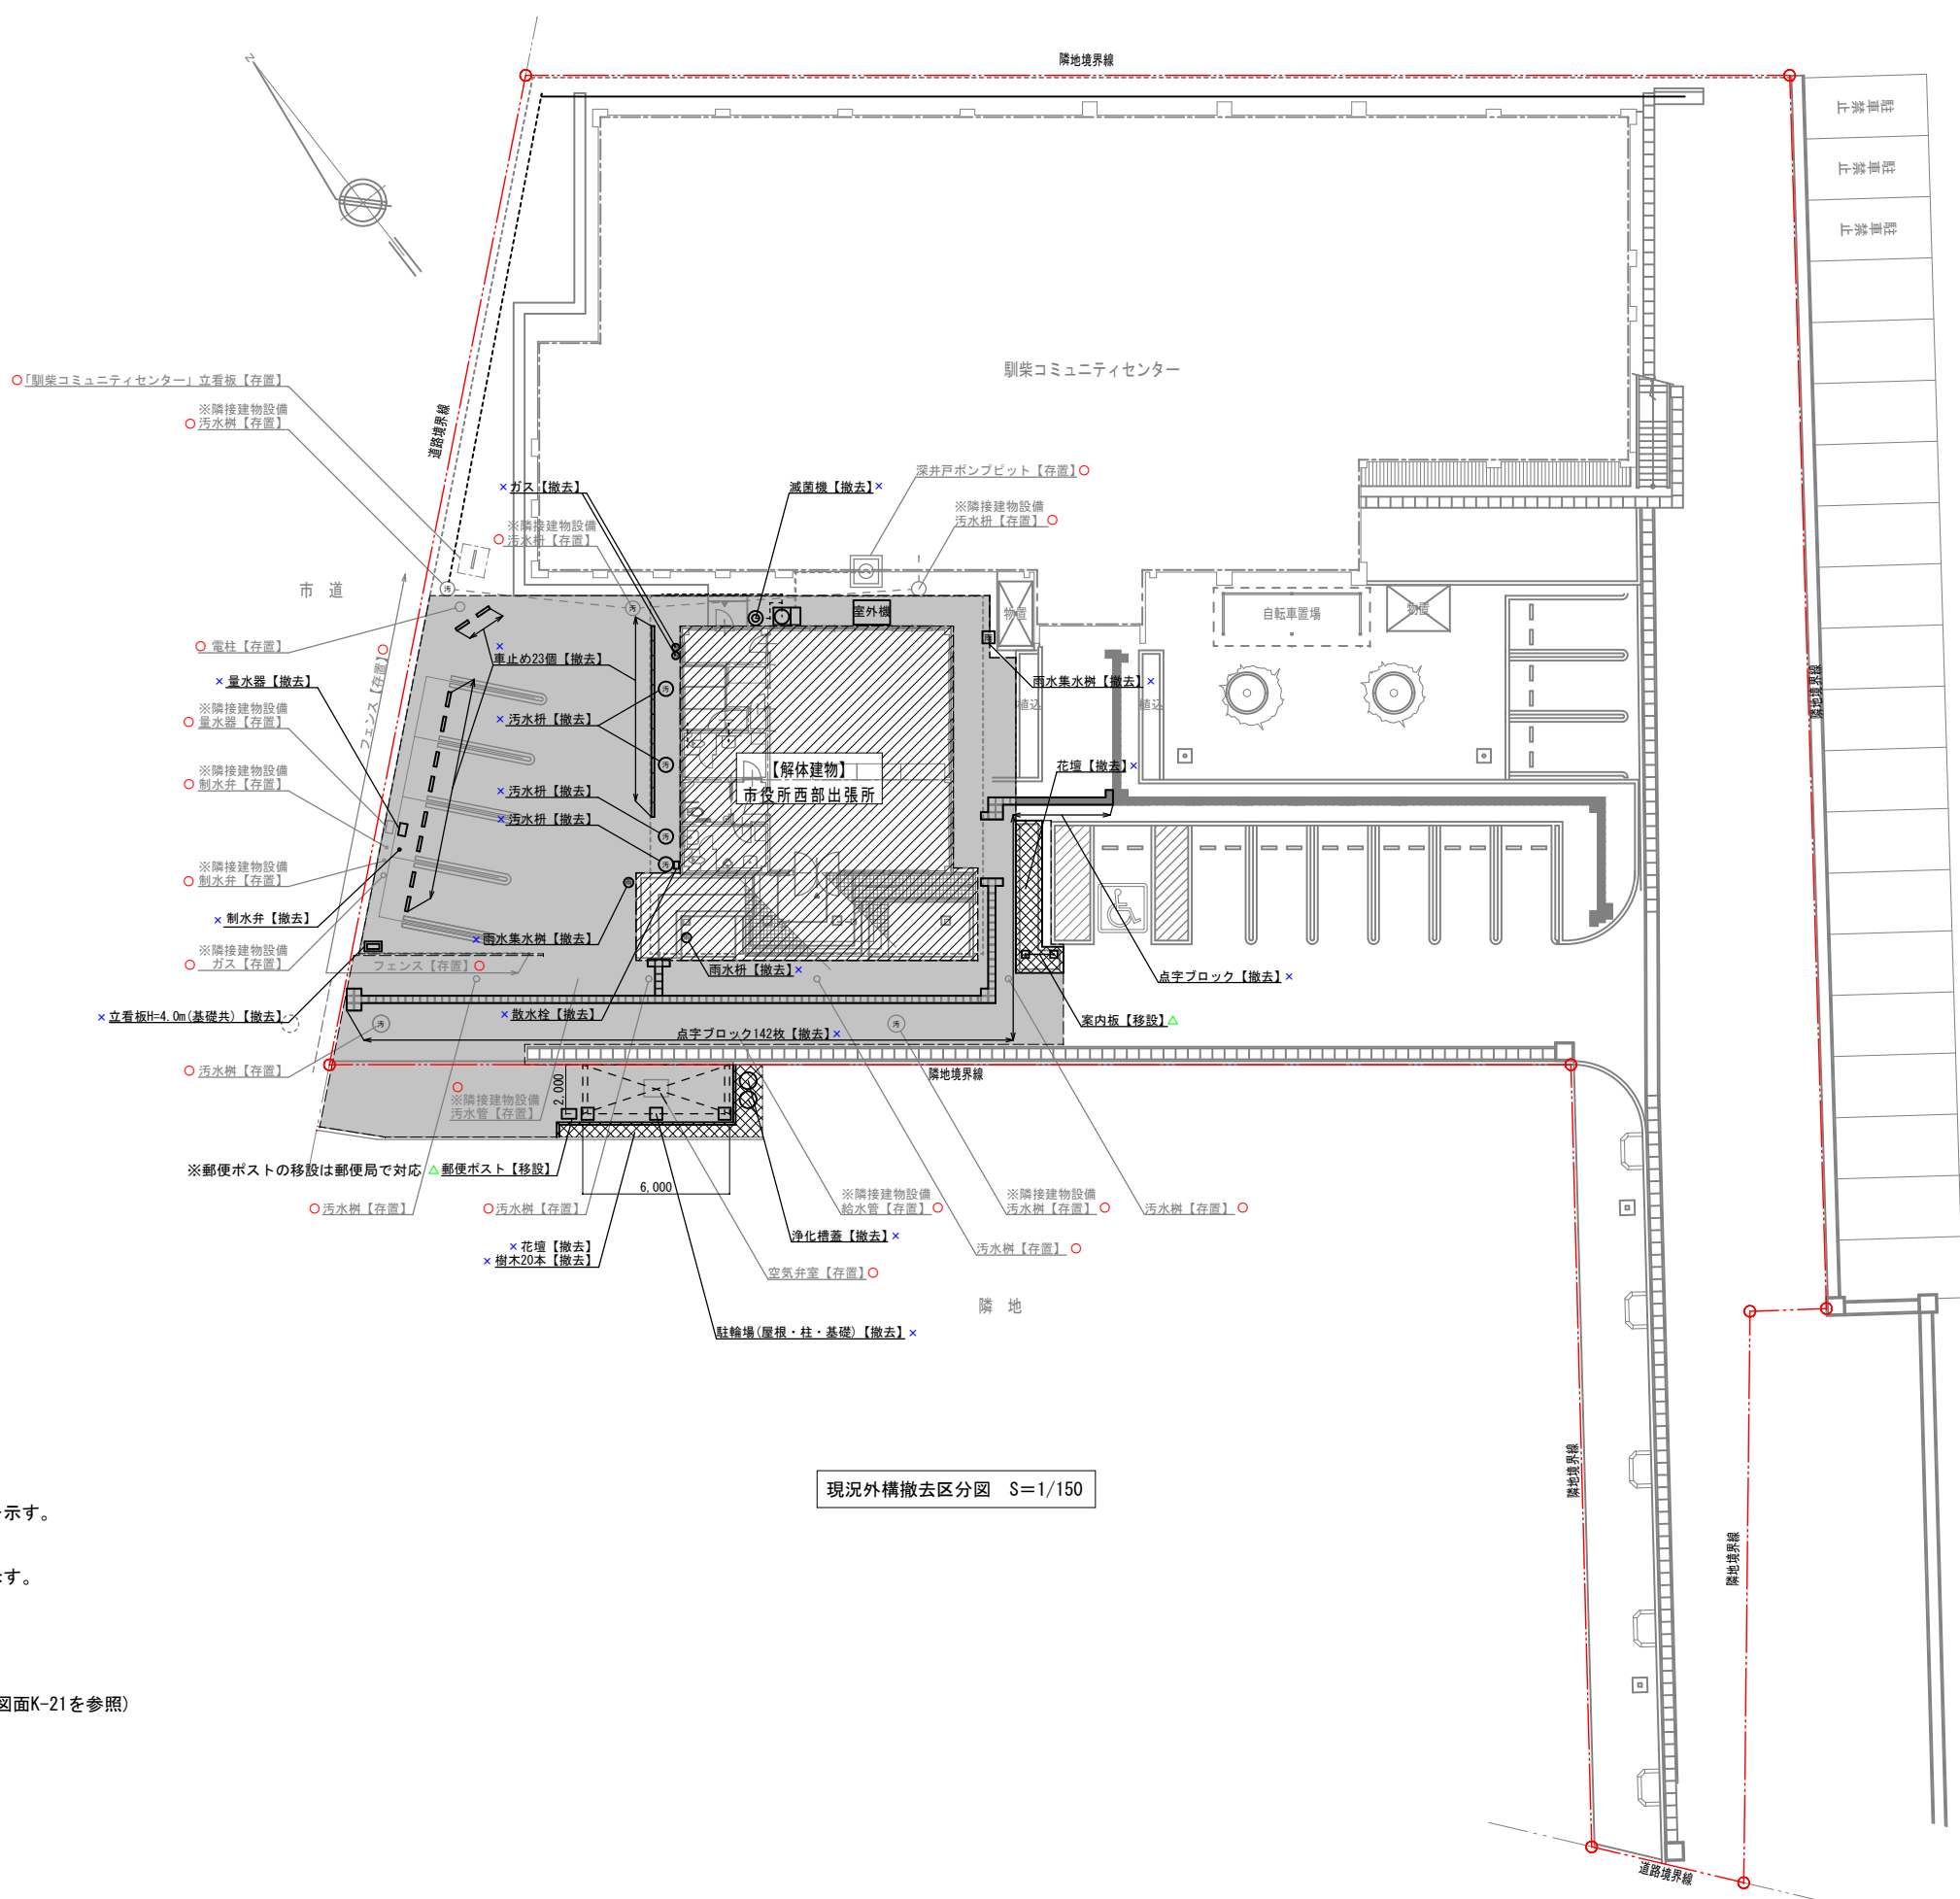 隣地境界線
N
駐車禁止
駐車禁止
駐車禁止
馴柴コミュニティセンター
○「馴柴コミュニティセンター」立看板【存置】
※隣接建物設備
○ 汚水桝【存置】
道路境界線
深井戸ポンプピット【存置】○
×ガス【撤去】
滅菌機【撤去】×
※隣接建物設備
汚水枡【存置】○
※隣接建物設備
○ 汚水枡【存置】
市 道
汚
汚
室外機
物置
自転車置場
物置
○ 電柱【存置】
フェンス【存置】○
×
車止め23個【撤去】
雨
× 量水器【撤去】
雨水集水桝【撤去】×
汚
※隣接建物設備
○ 量水器【存置】
× 汚水枡【撤去】
植込
植込
隣地境界線
※隣接建物設備
○ 制水弁【存置】
汚
【解体建物】
市役所西部出張所
花壇【撤去】×
× 汚水枡【撤去】
× 汚水枡【撤去】
汚
汚
※隣接建物設備
○ 制水弁【存置】
× 制水弁【撤去】
×雨水集水桝【撤去】
※隣接建物設備
○ ガス【存置】
フェンス【存置】○
雨水枡【撤去】×
点字ブロック【撤去】×
× 立看板H=4.0m(基礎共)【撤去】
× 散水栓【撤去】
案内板【移設】△
汚
汚
点字ブロック142枚【撤去】×
○ 汚水桝【存置】
隣地境界線
○
※隣接建物設備
汚水管【存置】
2,000
※郵便ポストの移設は郵便局で対応 △ 郵便ポスト【移設】
6,000
○ 汚水桝【存置】
○ 汚水桝【存置】
※隣接建物設備
給水管【存置】○
※隣接建物設備
汚水桝【存置】○
汚水桝【存置】○
浄化槽蓋【撤去】×
× 花壇【撤去】
× 樹木20本【撤去】
汚水桝【存置】○
空気弁室【存置】○
隣 地
駐輪場(屋根・柱・基礎)【撤去】×
隣地境界線
現況外構撤去区分図 S=1/150
示す。
す。
隣地境界線
図面K-21を参照)
道路境界線